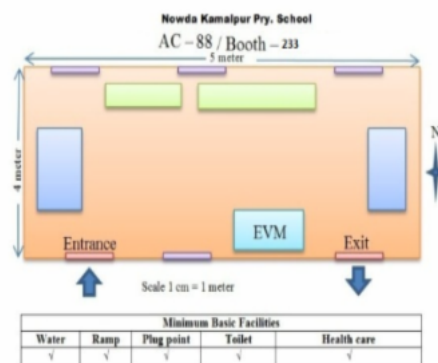 Nowda Kamalpur Pry. School
AC - 88 / Booth - 233
5 meter
4 meter
N
EVM
Entrance
Exit
Scale 1 cm = 1 meter
Minimum Basic Facilities
Water Ramp Plug point Toilet Health care
√ √ √ √ √